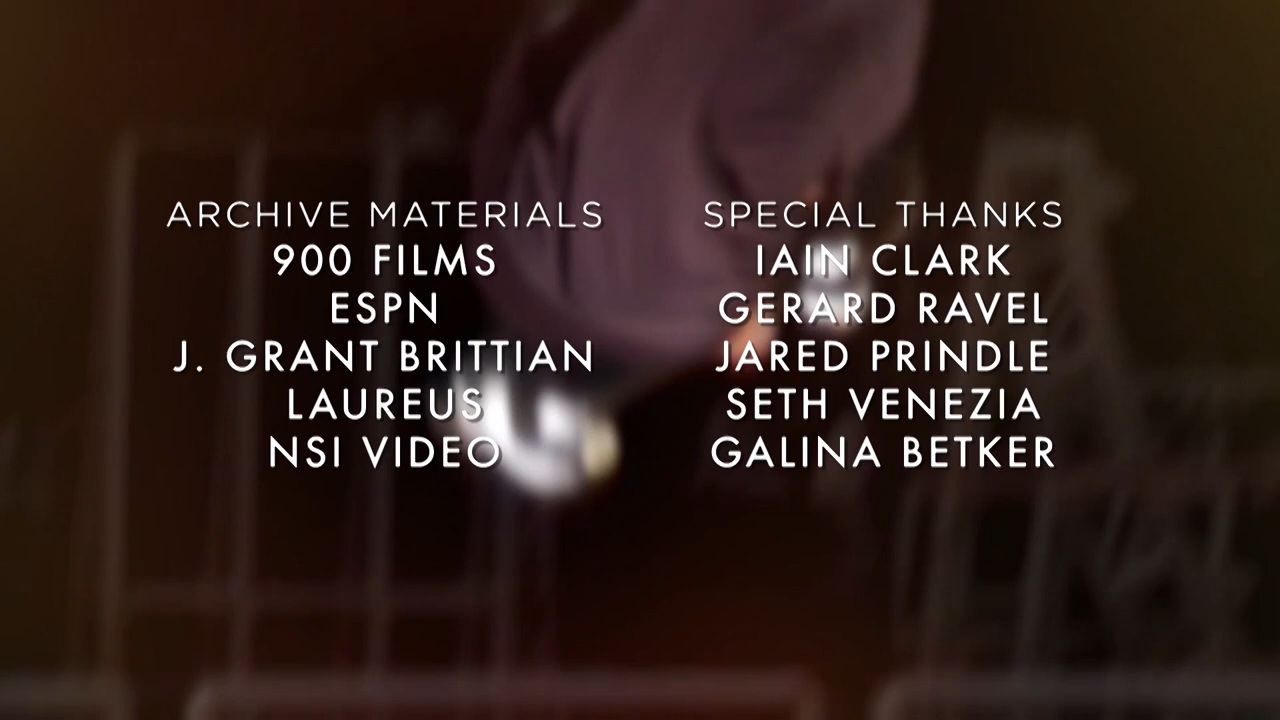 ARCHIVE MATERIALS
900 FILMS
ESPN
J. GRANT BRITTIAN
LAUREUS
NSI VIDEO
SPECIAL THANKS
IAIN CLARK
GERARD RAVEL
JARED PRINDLE
SETH VENEZIA
GALINA BETKER